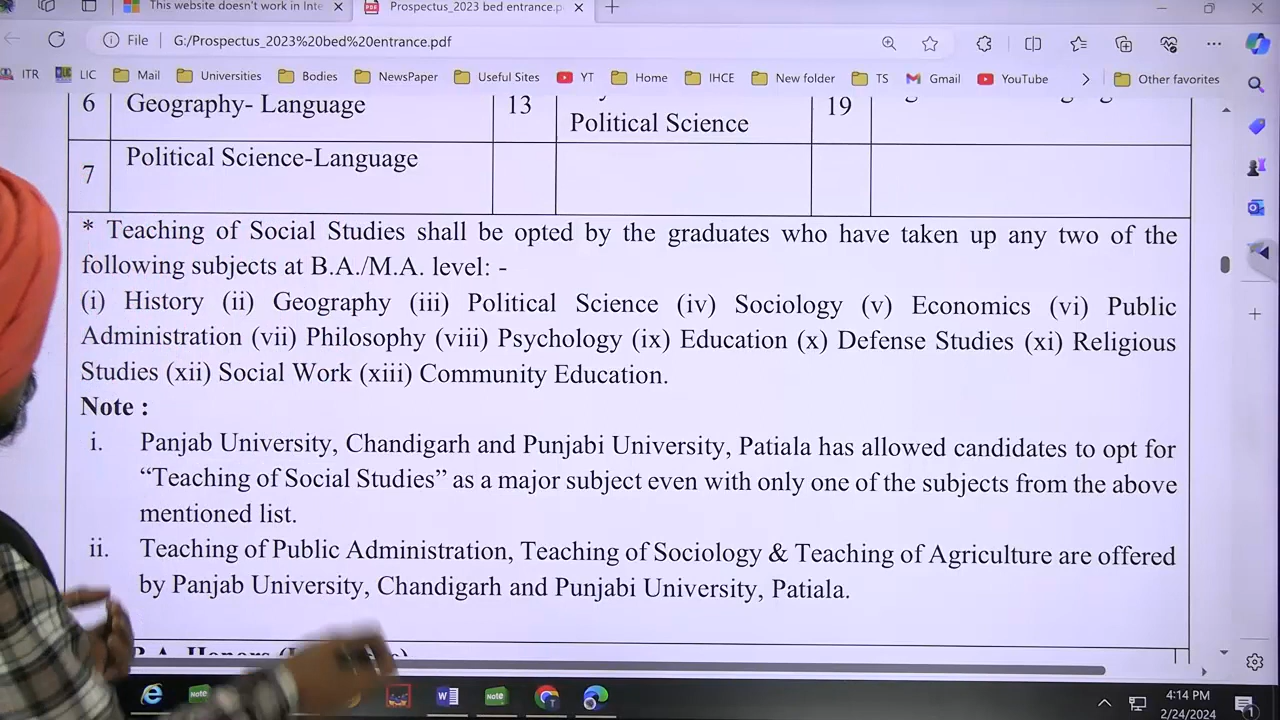 This website doesn't work in Inte
Prospectus_2023 bed entrance.p
File G:/Prospectus_2023%20bed%20entrance.pdf
ITR LIC Mail Universities Bodies NewsPaper Useful Sites YT Home IHCE New folder TS Gmail YouTube Other favorites
6 Geography- Language 13 Political Science 19
7 Political Science-Language
* Teaching of Social Studies shall be opted by the graduates who have taken up any two of the
following subjects at B.A./M.A. level: -
(i) History (ii) Geography (iii) Political Science (iv) Sociology (v) Economics (vi) Public
Administration (vii) Philosophy (viii) Psychology (ix) Education (x) Defense Studies (xi) Religious
Studies (xii) Social Work (xiii) Community Education.
Note :
i. Panjab University, Chandigarh and Punjabi University, Patiala has allowed candidates to opt for
“Teaching of Social Studies” as a major subject even with only one of the subjects from the above
mentioned list.
ii. Teaching of Public Administration, Teaching of Sociology & Teaching of Agriculture are offered
by Panjab University, Chandigarh and Punjabi University, Patiala.
B.A. Honors
Note Note
4:14 PM
2/24/2024